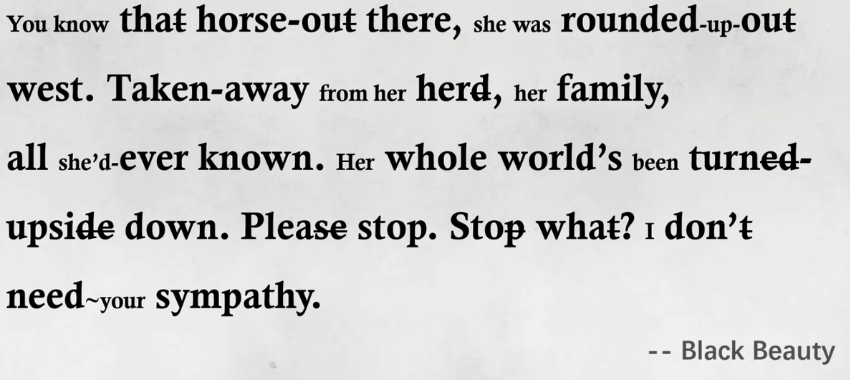 You know that horse-out there, she was rounded-up-out
west. Taken-away from her herd, her family,
all she’d-ever known. Her whole world’s been turned-
upside down. Please stop. Stop what? I don’t
need~your sympathy.
-- Black Beauty